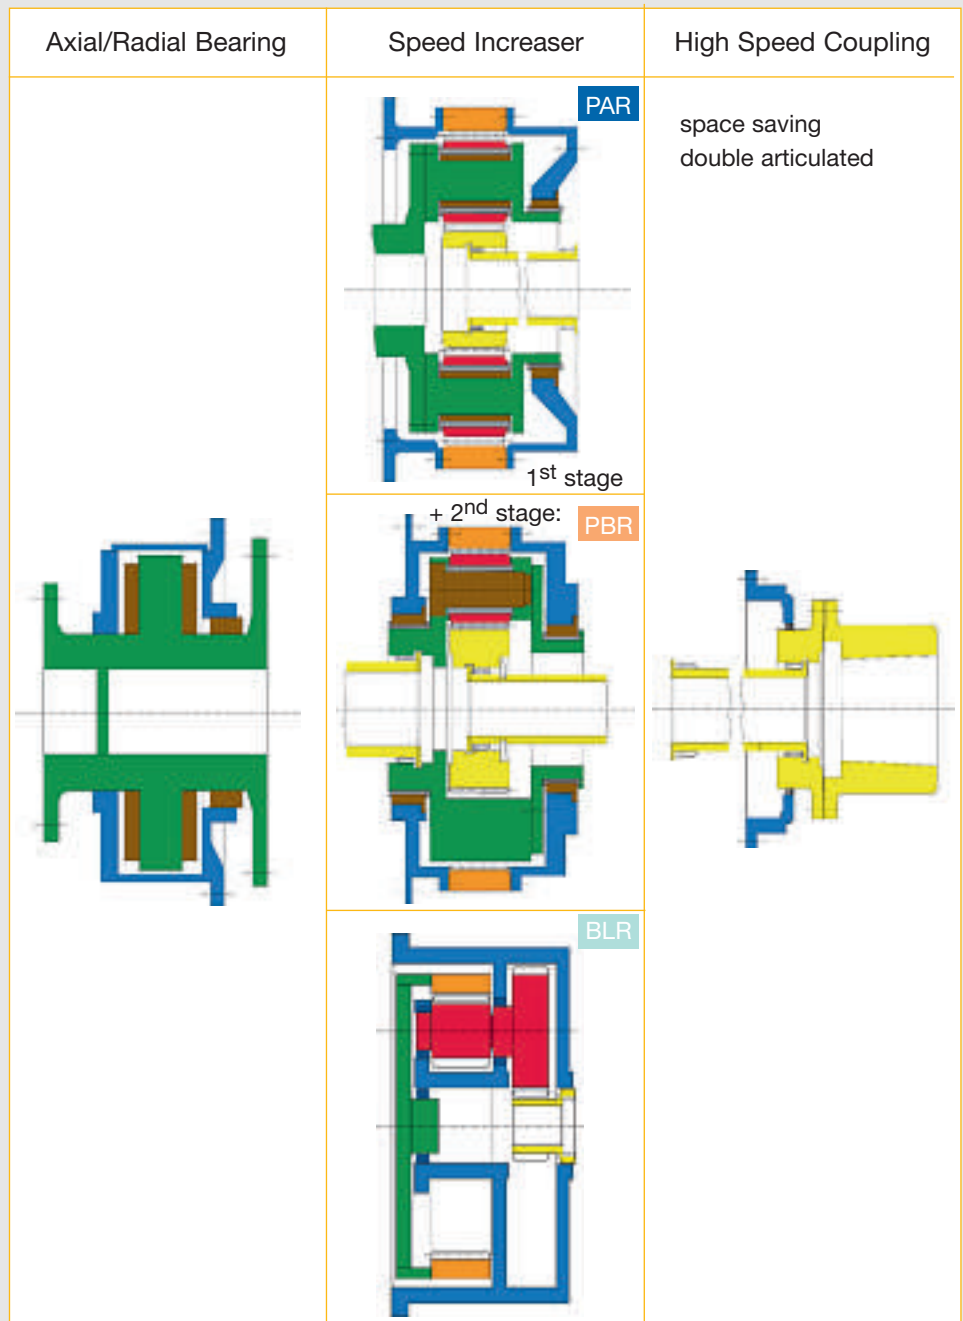 Axial/Radial Bearing
Speed Increaser
High Speed Coupling
PAR
space saving
double articulated
1st stage
+ 2nd stage:
PBR
BLR